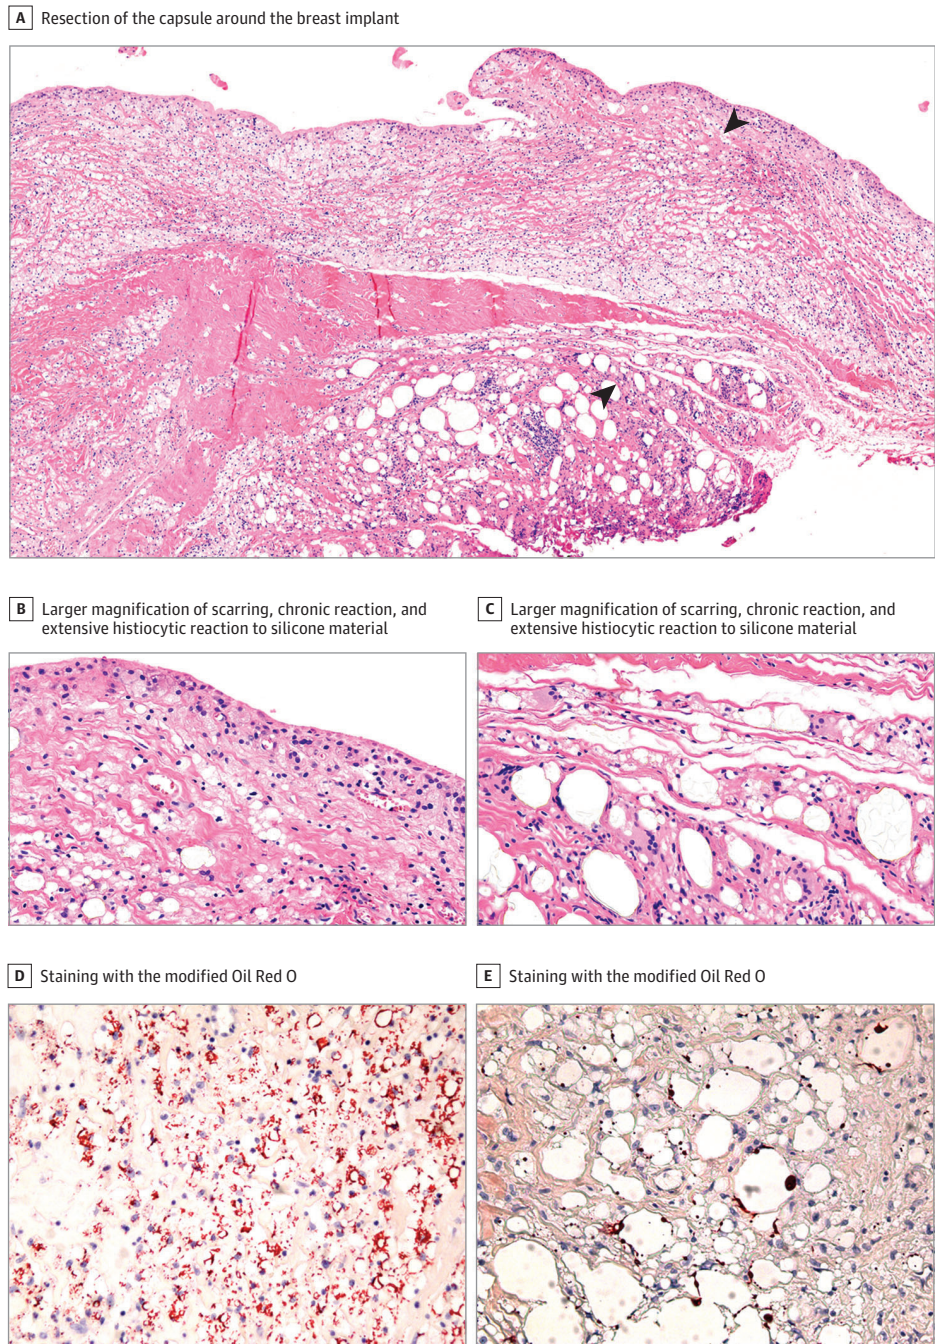 A Resection of the capsule around the breast implant
B Larger magnification of scarring, chronic reaction, and
extensive histiocytic reaction to silicone material
C Larger magnification of scarring, chronic reaction, and
extensive histiocytic reaction to silicone material
D Staining with the modified Oil Red O
E Staining with the modified Oil Red O